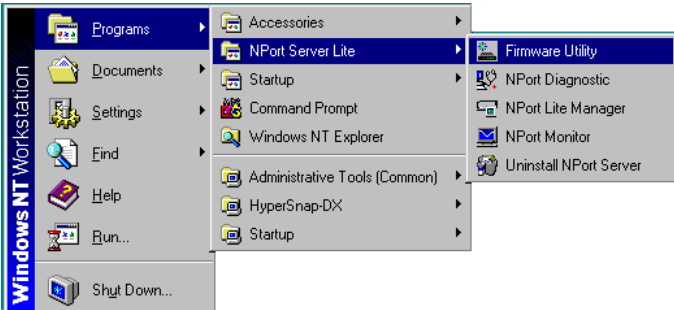 Windows NT Workstation
Programs
Documents
Settings
Find
Help
Run...
Shut Down...
Accessories
NPort Server Lite
Startup
Command Prompt
Windows NT Explorer
Administrative Tools (Common)
HyperSnap-DX
Startup
Firmware Utility
NPort Diagnostic
NPort Lite Manager
NPort Monitor
Uninstall NPort Server